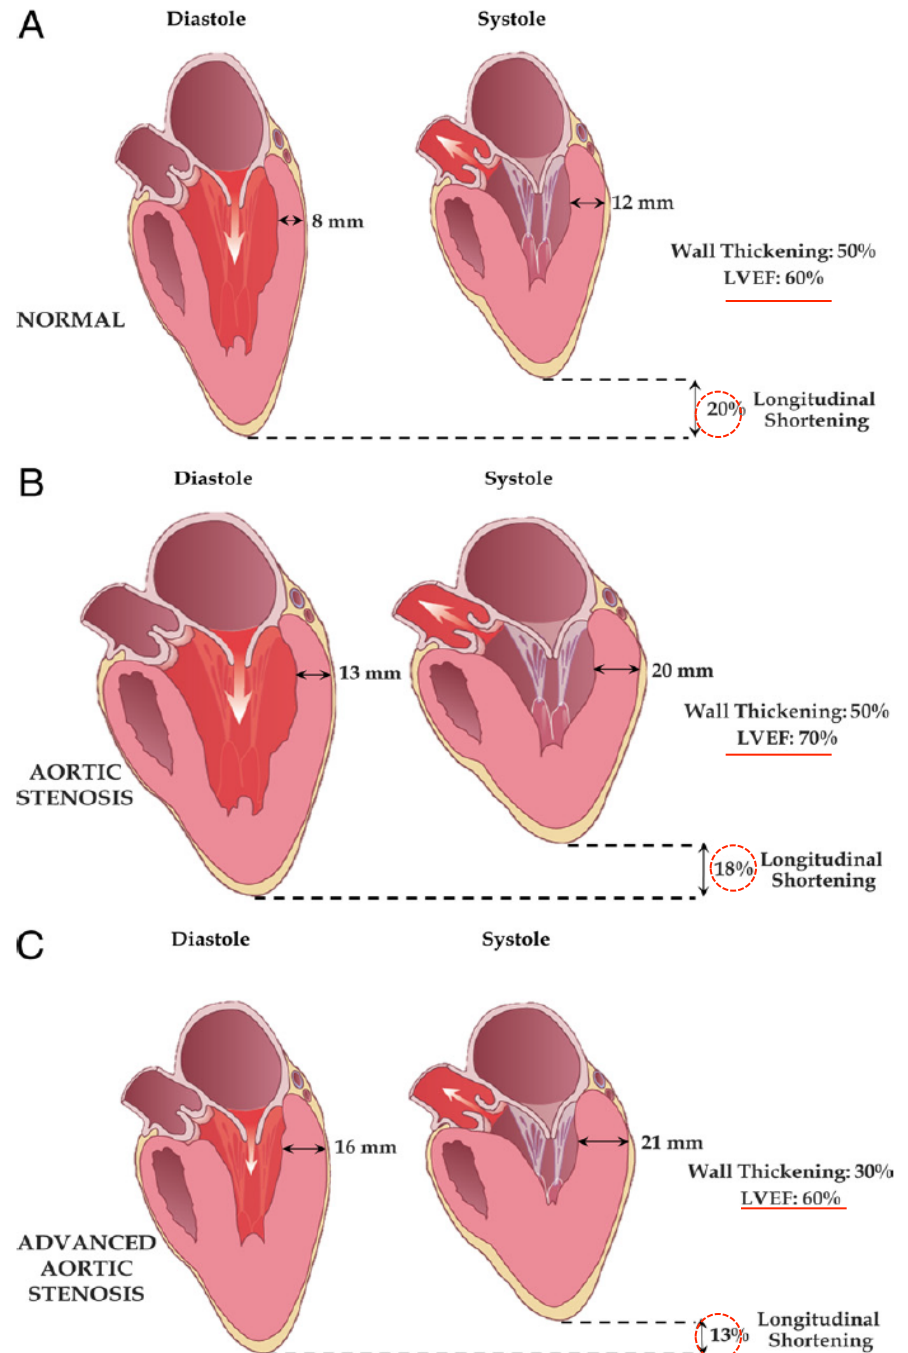 A
Diastole Systole
8 mm
12 mm
Wall Thickening: 50%
LVEF: 60%
NORMAL
20% Longitudinal
Shortening
B
Diastole Systole
13 mm
20 mm
Wall Thickening: 50%
LVEF: 70%
AORTIC
STENOSIS
18% Longitudinal
Shortening
C
Diastole Systole
16 mm
21 mm
Wall Thickening: 30%
LVEF: 60%
ADVANCED
AORTIC
STENOSIS
13% Longitudinal
Shortening